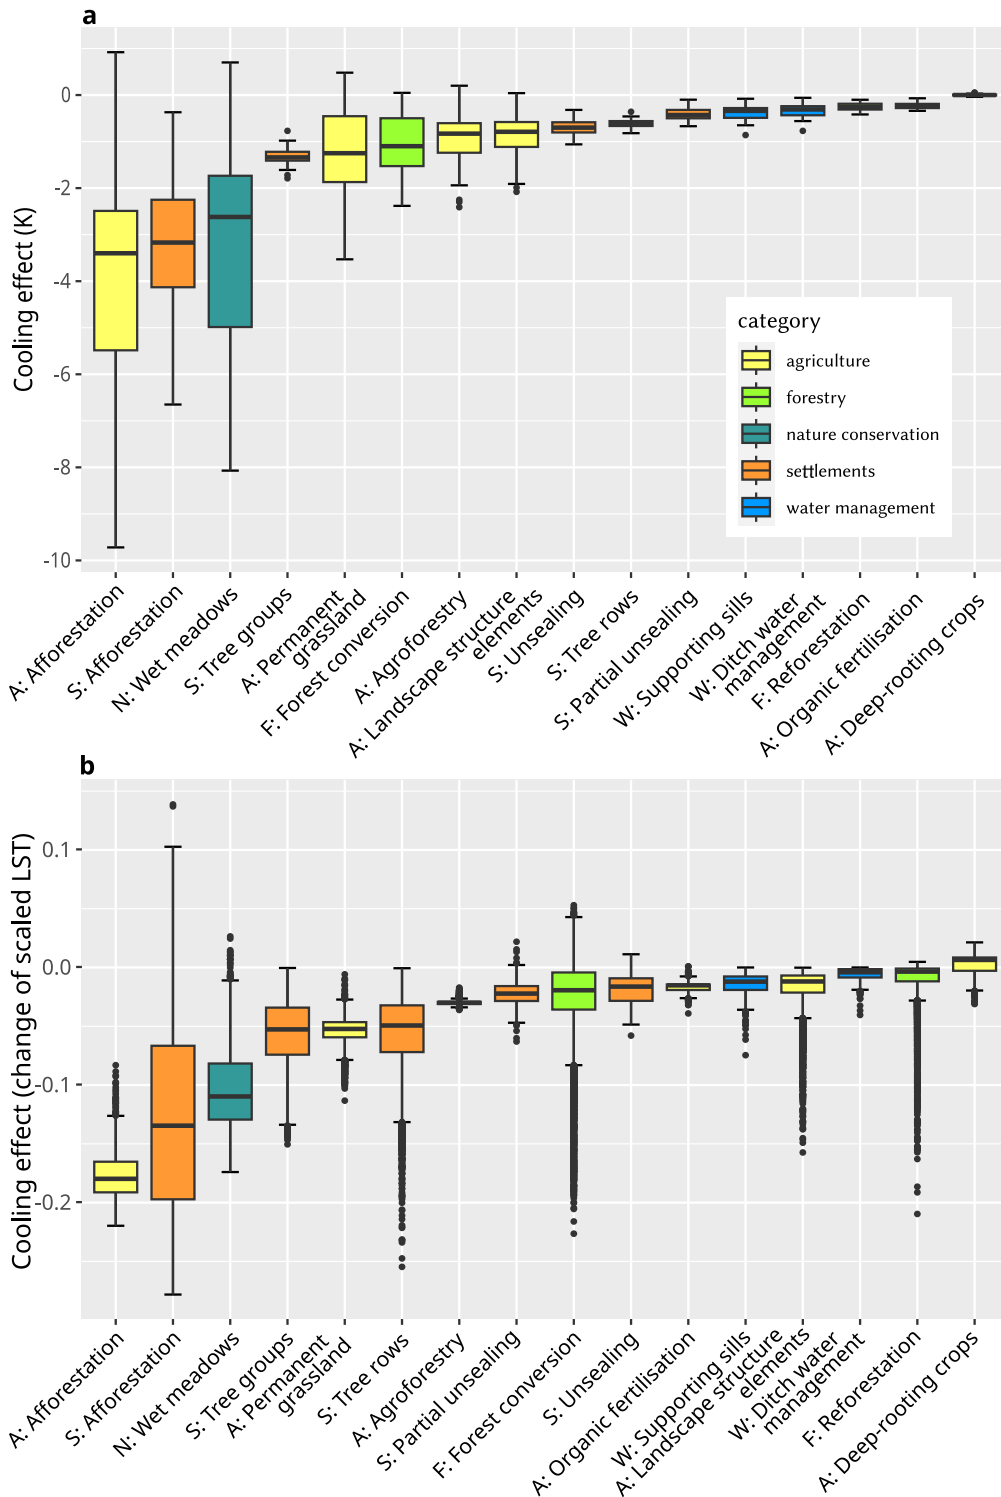 a
Cooling effect (K)
0
-2
-4
-6
-8
-10
category
agriculture
forestry
nature conservation
settlements
water management
A: Afforestation
S: Afforestation
N: Wet meadows
S: Tree groups
A: Permanent
grassland
F: Forest conversion
A: Agroforestry
A: Landscape structure
elements
S: Unsealing
S: Tree rows
S: Partial unsealing
W: Supporting sills
W: Ditch water
management
F: Reforestation
A: Organic fertilisation
A: Deep-rooting crops
b
Cooling effect (change of scaled LST)
0.1
0.0
-0.1
-0.2
A: Afforestation
S: Afforestation
N: Wet meadows
S: Tree groups
A: Permanent
grassland
S: Tree rows
A: Agroforestry
S: Partial unsealing
F: Forest conversion
S: Unsealing
A: Organic fertilisation
W: Supporting sills
A: Landscape structure
elements
W: Ditch water
management
F: Reforestation
A: Deep-rooting crops